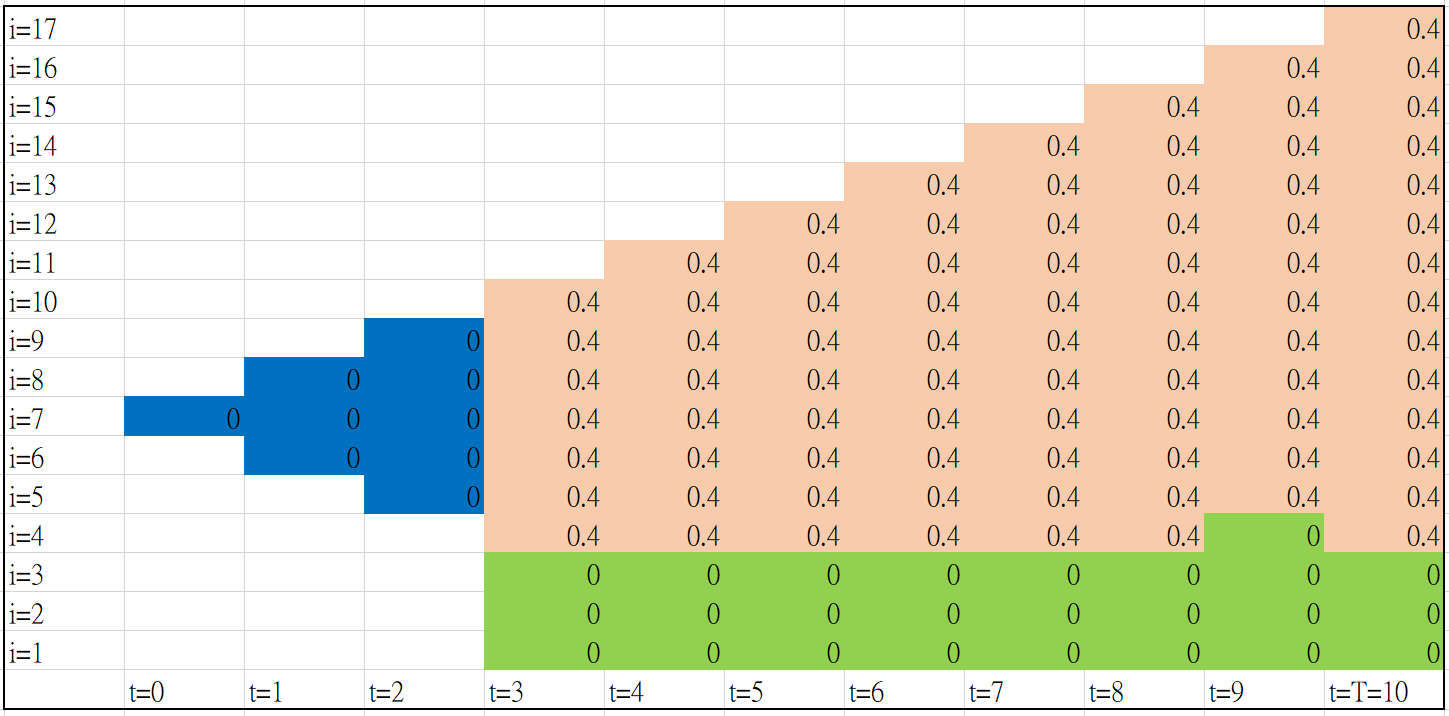 i=17 0.4
i=16 0.4 0.4
i=15 0.4 0.4 0.4
i=14 0.4 0.4 0.4 0.4
i=13 0.4 0.4 0.4 0.4 0.4
i=12 0.4 0.4 0.4 0.4 0.4 0.4
i=11 0.4 0.4 0.4 0.4 0.4 0.4 0.4
i=10 0.4 0.4 0.4 0.4 0.4 0.4 0.4 0.4
i=9 0 0.4 0.4 0.4 0.4 0.4 0.4 0.4 0.4
i=8 0 0 0.4 0.4 0.4 0.4 0.4 0.4 0.4 0.4
i=7 0 0 0 0.4 0.4 0.4 0.4 0.4 0.4 0.4 0.4
i=6 0 0 0.4 0.4 0.4 0.4 0.4 0.4 0.4 0.4
i=5 0 0.4 0.4 0.4 0.4 0.4 0.4 0.4 0.4
i=4 0.4 0.4 0.4 0.4 0.4 0.4 0 0.4
i=3 0 0 0 0 0 0 0 0
i=2 0 0 0 0 0 0 0 0
i=1 0 0 0 0 0 0 0 0
t=0 t=1 t=2 t=3 t=4 t=5 t=6 t=7 t=8 t=9 t=T=10